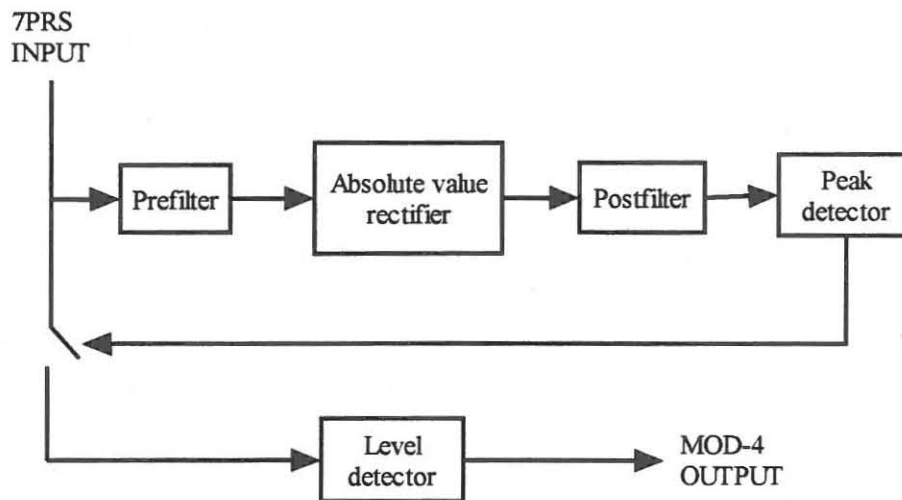 7PRS
INPUT
Prefilter
Absolute value
rectifier
Postfilter
Peak
detector
Level
detector
MOD-4
OUTPUT